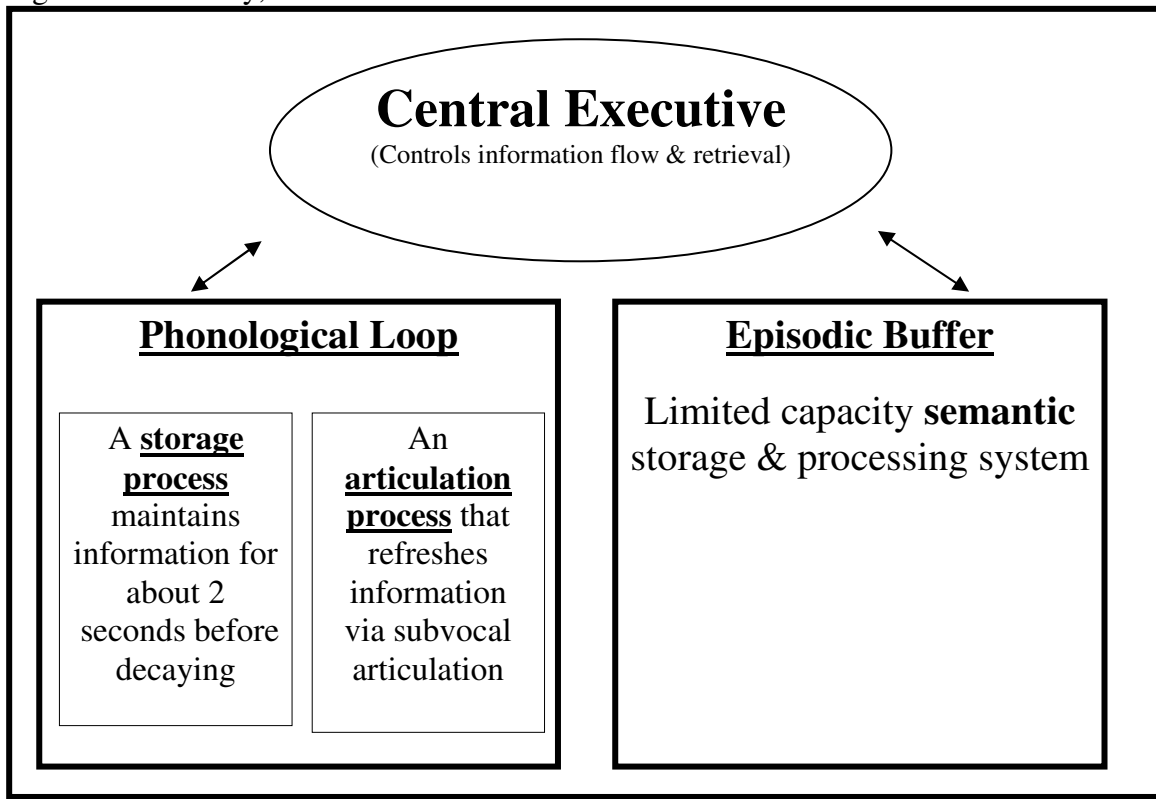 Central Executive
(Controls information flow & retrieval)
Phonological Loop
A storage
process
maintains
information for
about 2
seconds before
decaying
An
articulation
process that
refreshes
information
via subvocal
articulation
Episodic Buffer
Limited capacity semantic
storage & processing system